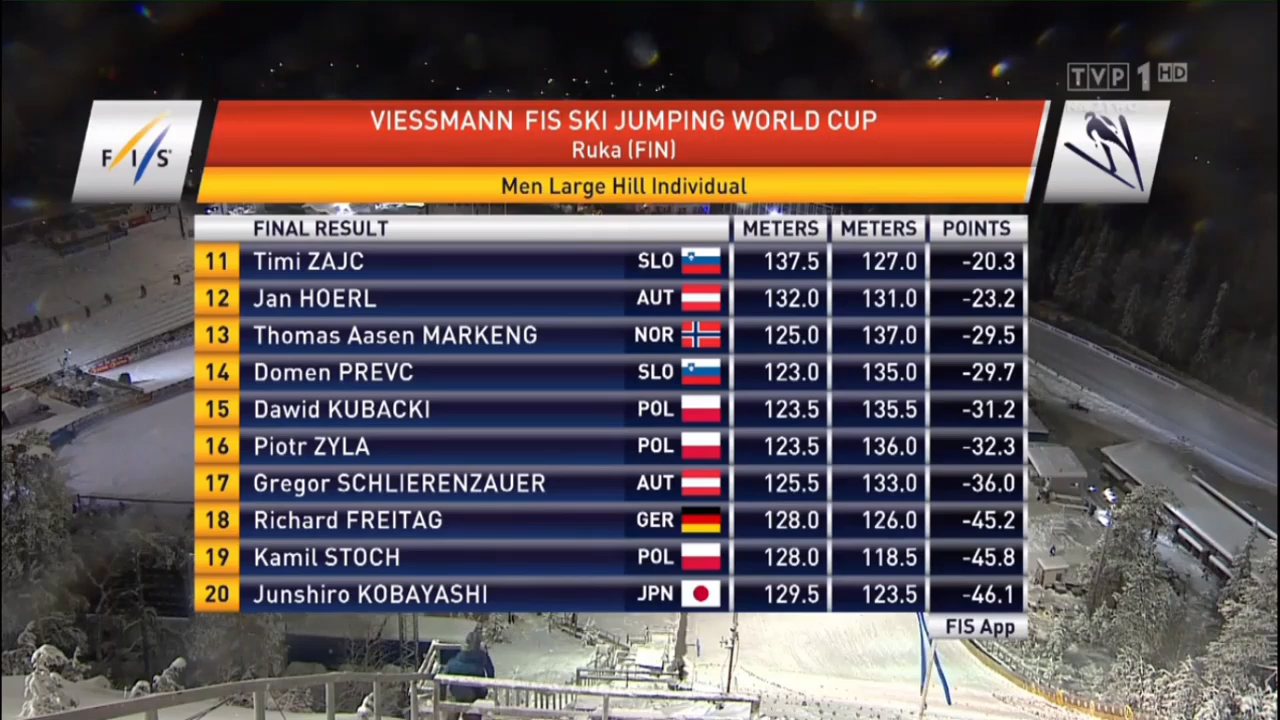 TVP 1 HD
VIESSMANN FIS SKI JUMPING WORLD CUP
FIS
Ruka (FIN)
Men Large Hill Individual
FINAL RESULT METERS METERS POINTS
11 Timi ZAJC SLO 137.5 127.0 -20.3
12 Jan HOERL AUT 132.0 131.0 -23.2
13 Thomas Aasen MARKENG NOR 125.0 137.0 -29.5
14 Domen PREVC SLO 123.0 135.0 -29.7
15 Dawid KUBACKI POL 123.5 135.5 -31.2
16 Piotr ZYLA POL 123.5 136.0 -32.3
17 Gregor SCHLIERENZAUER AUT 125.5 133.0 -36.0
18 Richard FREITAG GER 128.0 126.0 -45.2
19 Kamil STOCH POL 128.0 118.5 -45.8
20 Junshiro KOBAYASHI JPN 129.5 123.5 -46.1
FIS App